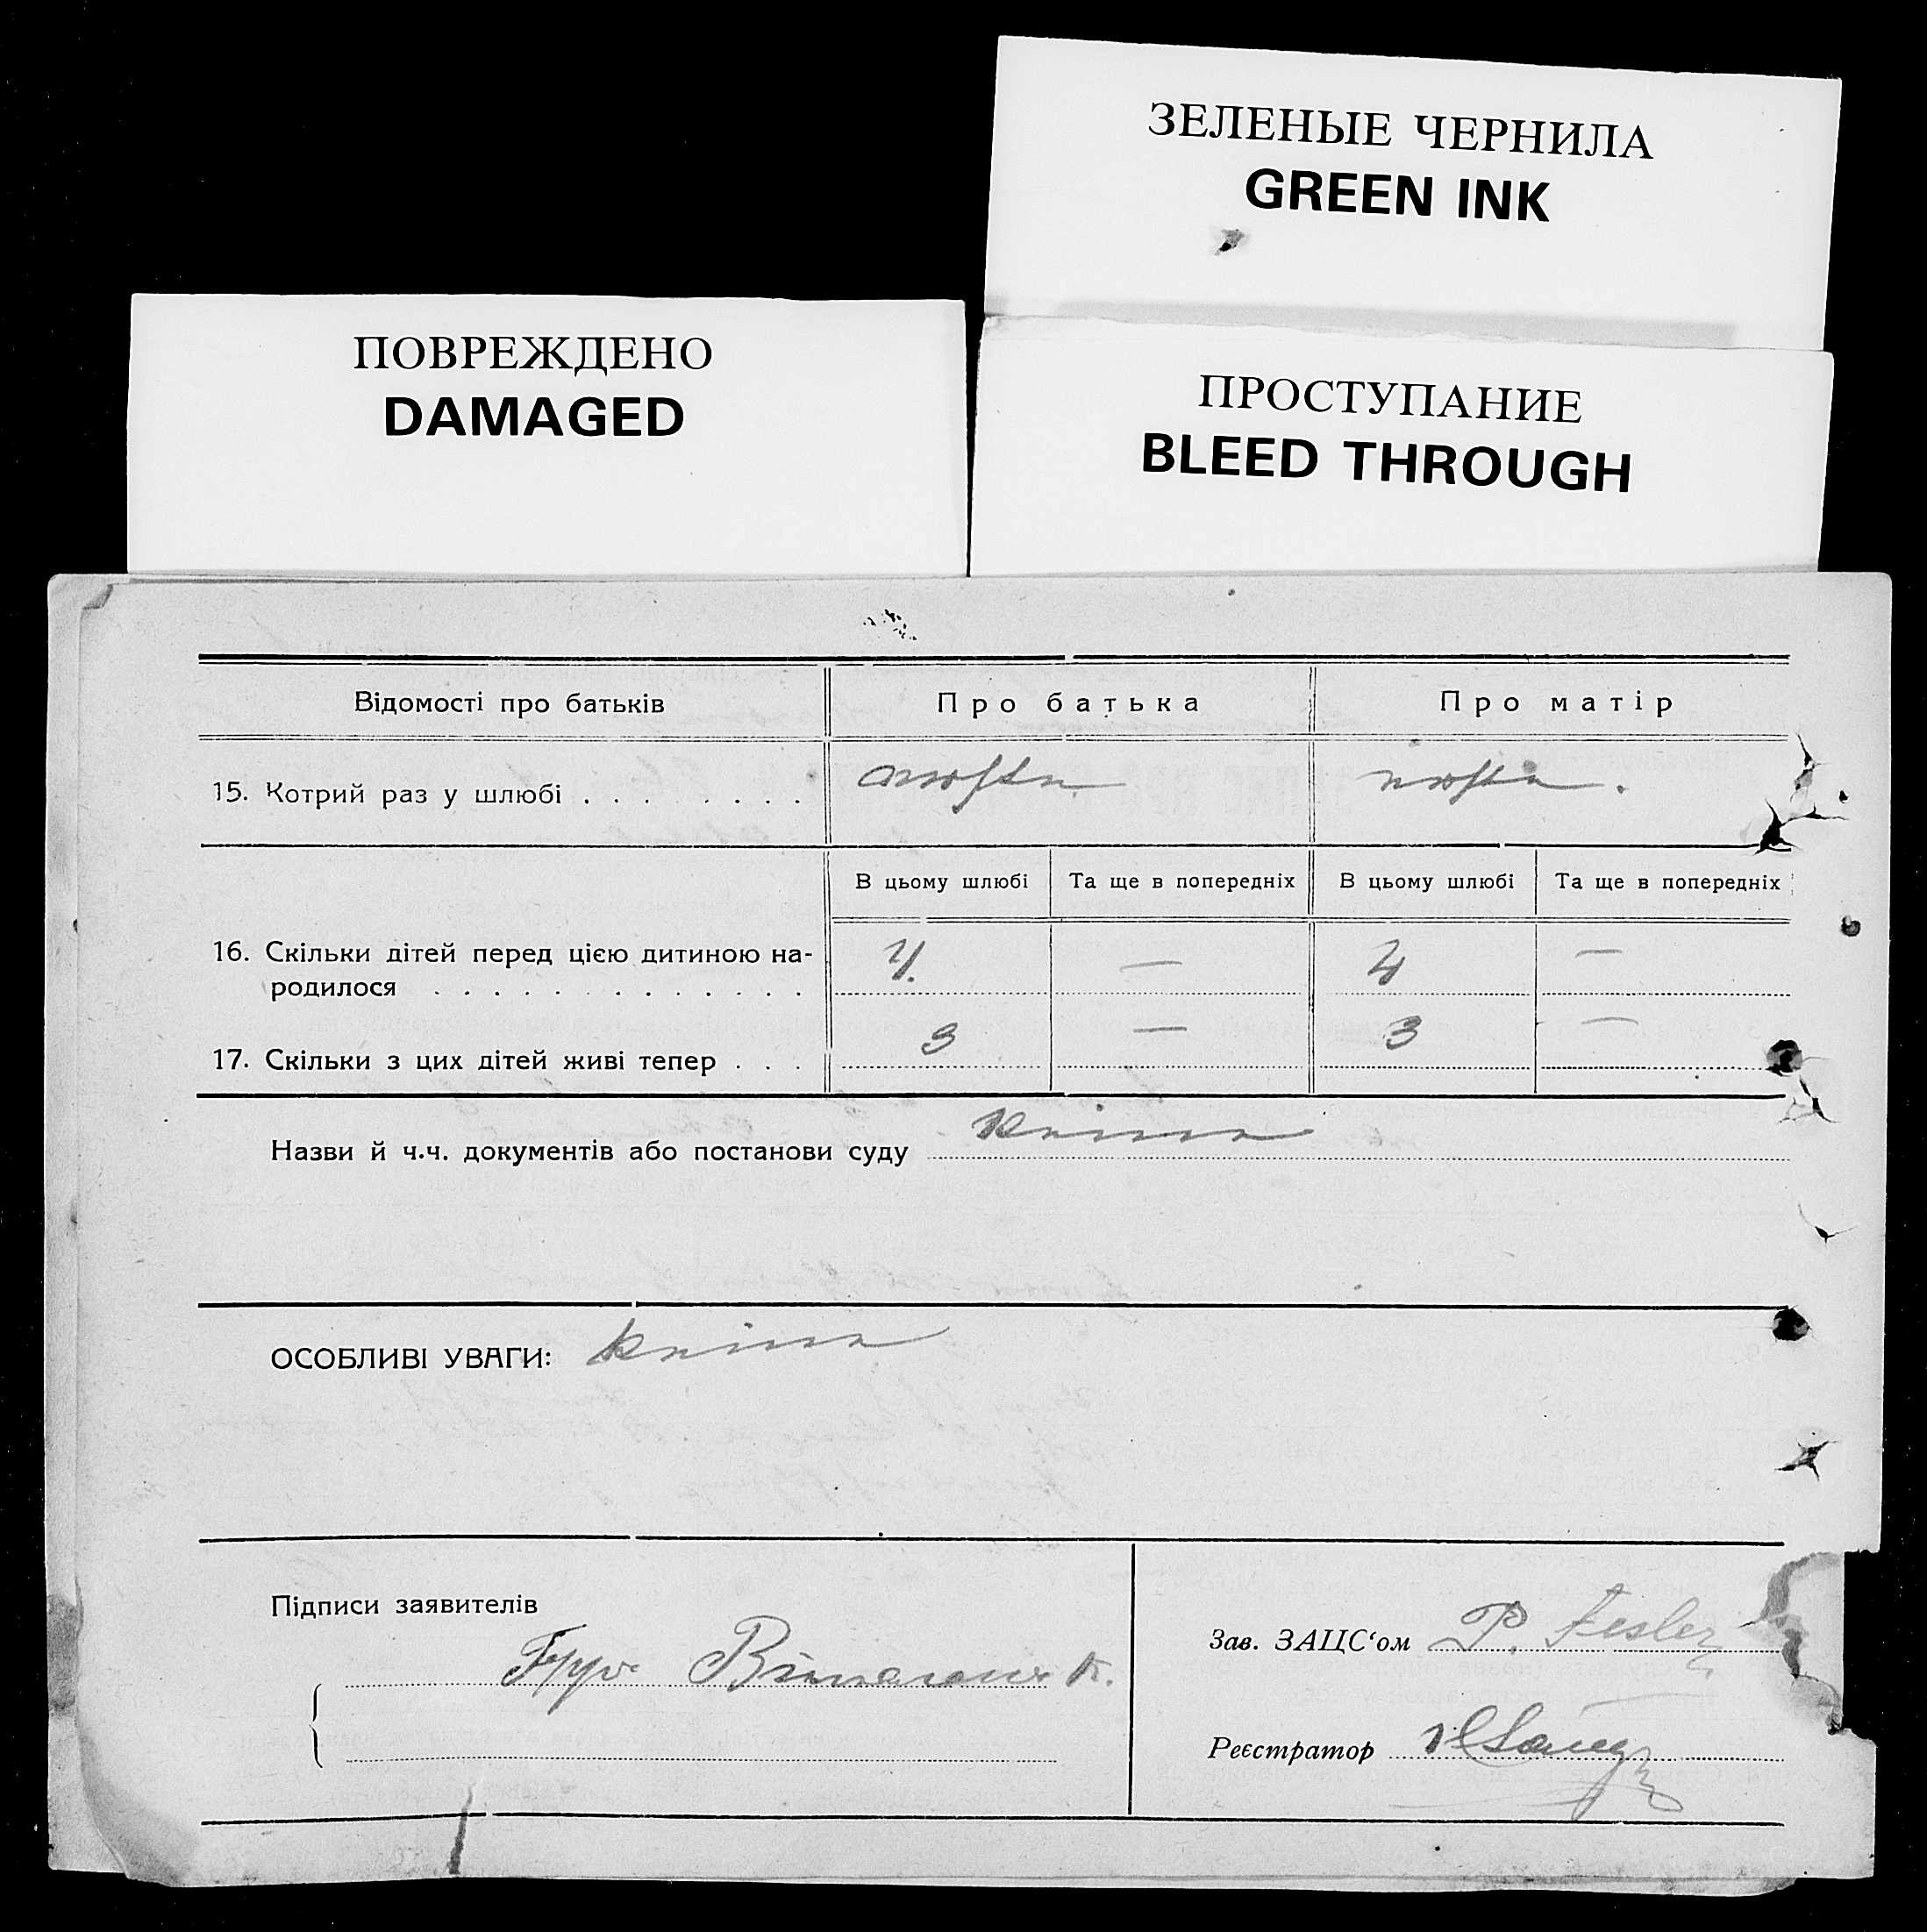 ЗЕЛЕНЫЕ ЧЕРНИЛА
GREEN INK
ПОВРЕЖДЕНО
DAMAGED
ПРОСТУПАНИЕ
BLEED THROUGH
Відомості про батьків Про батька Про матір
15. Котрий раз у шлюбі . . . . . . . .
В цьому шлюбі Та ще в попередніх В цьому шлюбі Та ще в попередніх
16. Скільки дітей перед цією дитиною на-
родилося . . . . . . . . . . . . . 4. — 4 —
17. Скільки з цих дітей живі тепер . . . 3 — 3 —
Назви й ч.ч. документів або постанови суду keine
ОСОБЛИВІ УВАГИ: keine
Підписи заявителів
Зав. ЗАЦС‘ом P. Fesler
Реєстратор